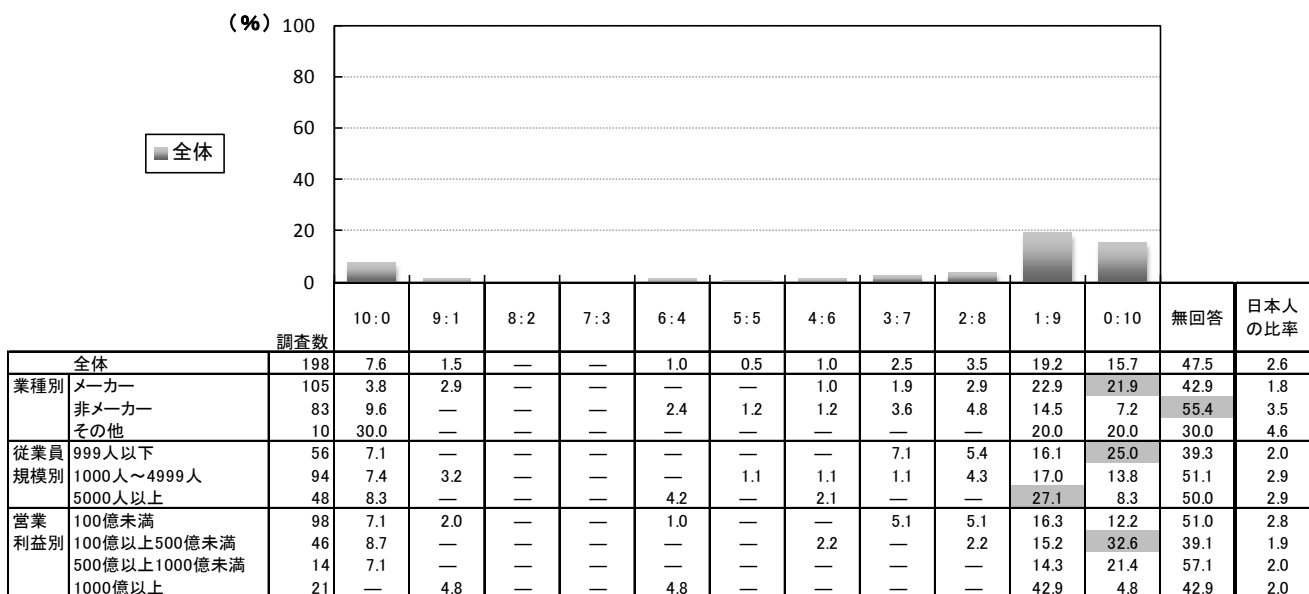 （%） 100
80
60
40
20
0
全体
調査数 10:0 9:1 8:2 7:3 6:4 5:5 4:6 3:7 2:8 1:9 0:10 無回答 日本人の比率
全体 198 7.6 1.5 — — 1.0 0.5 1.0 2.5 3.5 19.2 15.7 47.5 2.6
業種別 メーカー 105 3.8 2.9 — — — — 1.0 1.9 2.9 22.9 21.9 42.9 1.8
非メーカー 83 9.6 — — — 2.4 1.2 1.2 3.6 4.8 14.5 7.2 55.4 3.5
その他 10 30.0 — — — — — — — — 20.0 20.0 30.0 4.6
従業員 999人以下 56 7.1 — — — — — — 7.1 5.4 16.1 25.0 39.3 2.0
規模別 1000人～4999人 94 7.4 3.2 — — — 1.1 1.1 1.1 4.3 17.0 13.8 51.1 2.9
5000人以上 48 8.3 — — — 4.2 — 2.1 — — 27.1 8.3 50.0 2.9
営業 100億未満 98 7.1 2.0 — — 1.0 — — 5.1 5.1 16.3 12.2 51.0 2.8
利益別 100億以上500億未満 46 8.7 — — — — — 2.2 — 2.2 15.2 32.6 39.1 1.9
500億以上1000億未満 14 7.1 — — — — — — — — 14.3 21.4 57.1 2.0
1000億以上 21 — 4.8 — — 4.8 — — — — 42.9 4.8 42.9 2.0